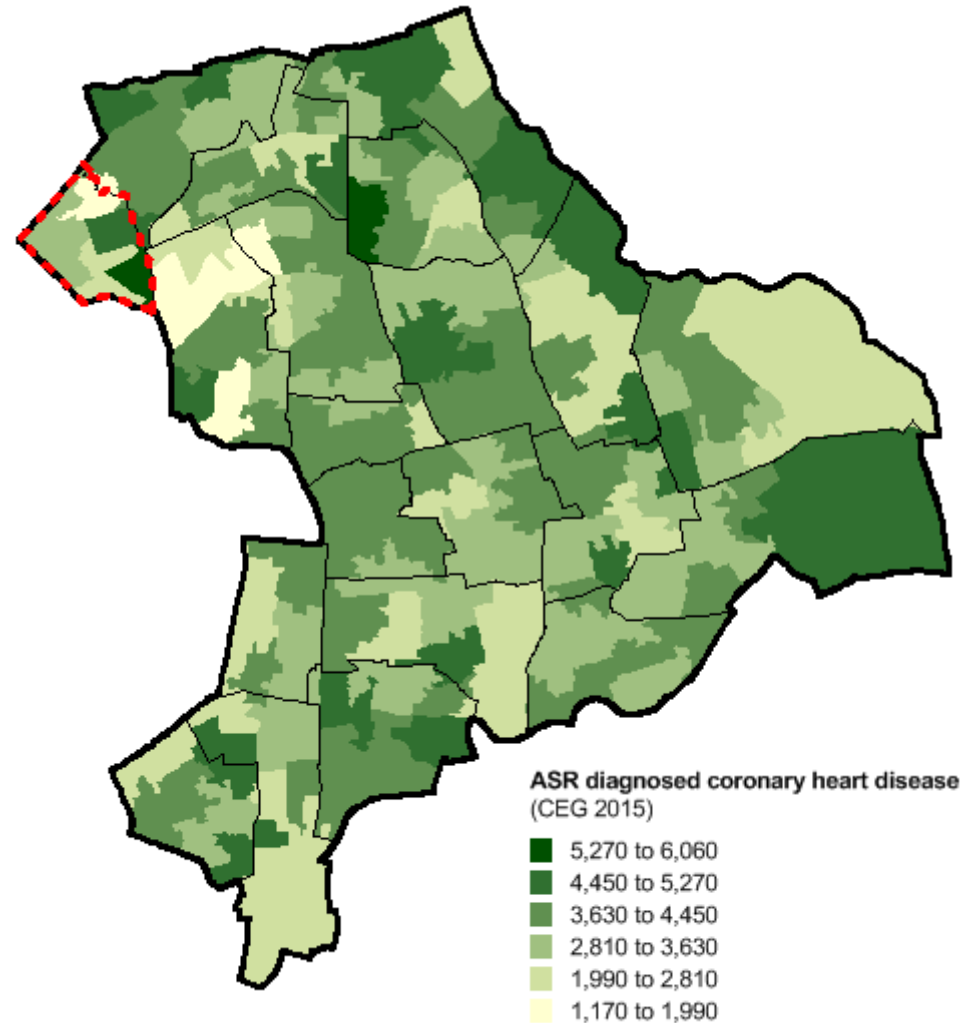 ASR diagnosed coronary heart disease
(CEG 2015)
5,270 to 6,060
4,450 to 5,270
3,630 to 4,450
2,810 to 3,630
1,990 to 2,810
1,170 to 1,990